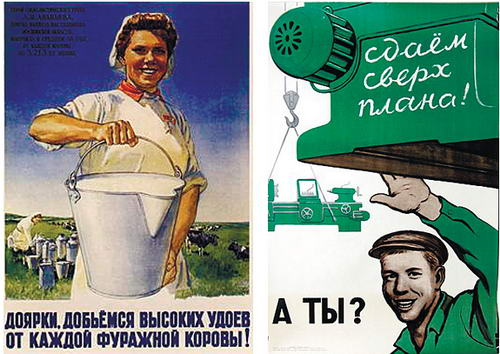 ДОЯРКИ, ДОБЬЁМСЯ ВЫСОКИХ УДОЕВ
ОТ КАЖДОЙ ФУРАЖНОЙ КОРОВЫ!
сдаём
сверх
плана!
А ТЫ?